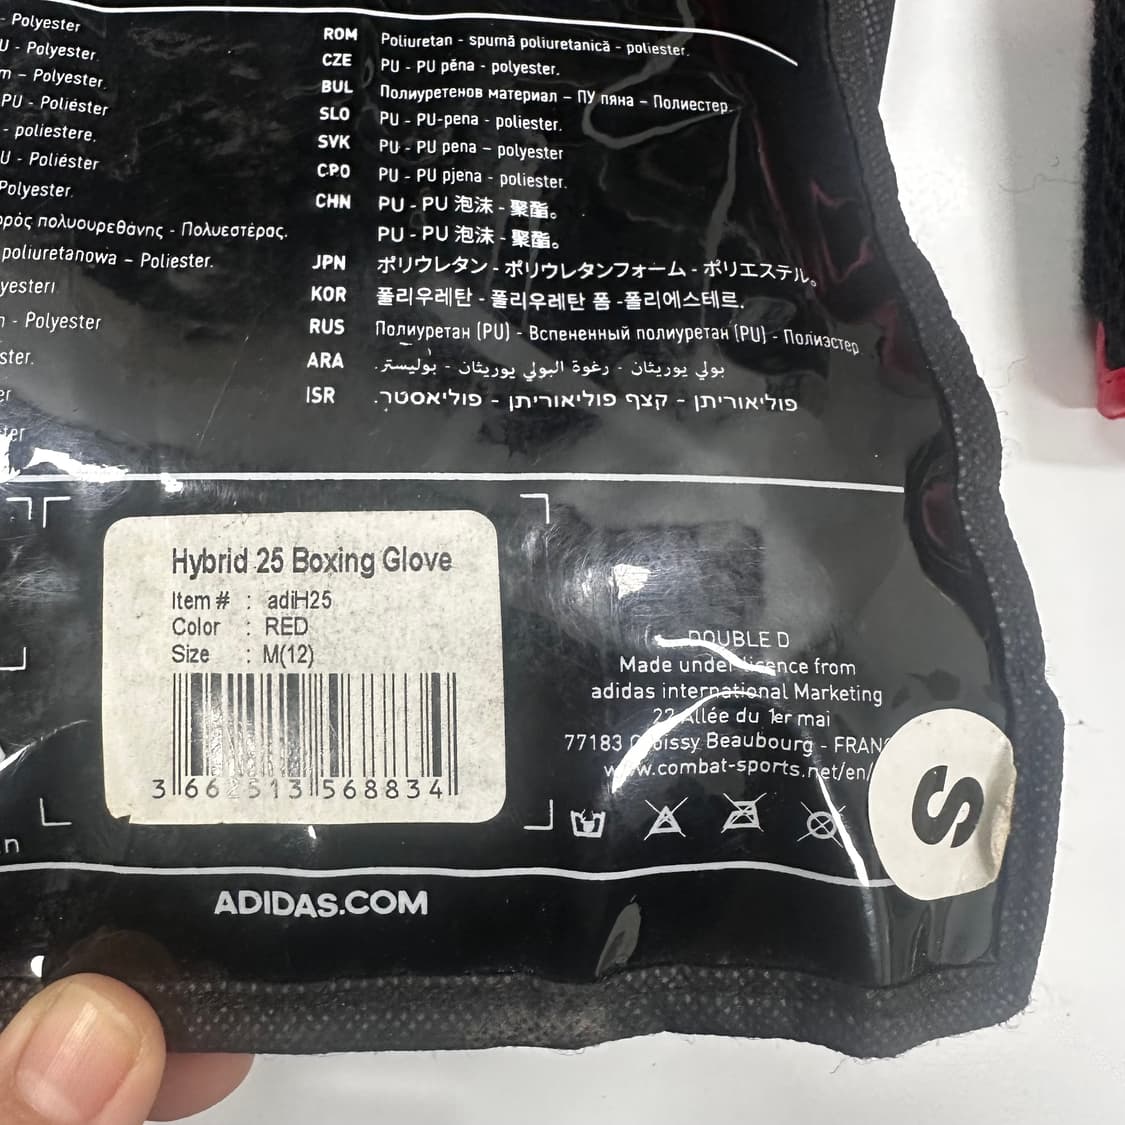 - Polyester
U - Polyester
m – Polyester.
PU - Poliéster
- poliestere.
U - Poliéster
Polyester.
ρός πολυουρεθάνης - Πολυεστέρας.
poliuretanowa – Poliester.
yesteri
n - Polyester
ster.
er
ter
ROM Poliuretan - spumă poliuretanică - poliester.
CZE PU - PU pěna - polyester.
BUL Полиуретенов материал – ПУ пяна – Полиестер.
SLO PU - PU-pena - poliester.
SVK PU - PU pena – polyester
CPO PU - PU pjena - poliester.
CHN PU - PU 泡沫 - 聚酯。
PU - PU 泡沫 - 聚酯。
JPN ポリウレタン - ポリウレタンフォーム - ポリエステル。
KOR 폴리우레탄 - 폴리우레탄 폼 -폴리에스테르.
RUS Полиуретан (PU) - Вспененный полиуретан (PU) - Полиэстер
ARA بولي يوريثان - رغوة البولي يوريثان - بوليستر.
ISR פוליאוריתן - קצף פוליאוריתן - פוליאסטר.
Hybrid 25 Boxing Glove
Item # : adiH25
Color : RED
Size : M(12)
3 662513 568834
DOUBLE D
Made under licence from
adidas international Marketing
22 Allée du 1er mai
77183 Croissy Beaubourg - FRANC
www.combat-sports.net/en/
S
n
ADIDAS.COM